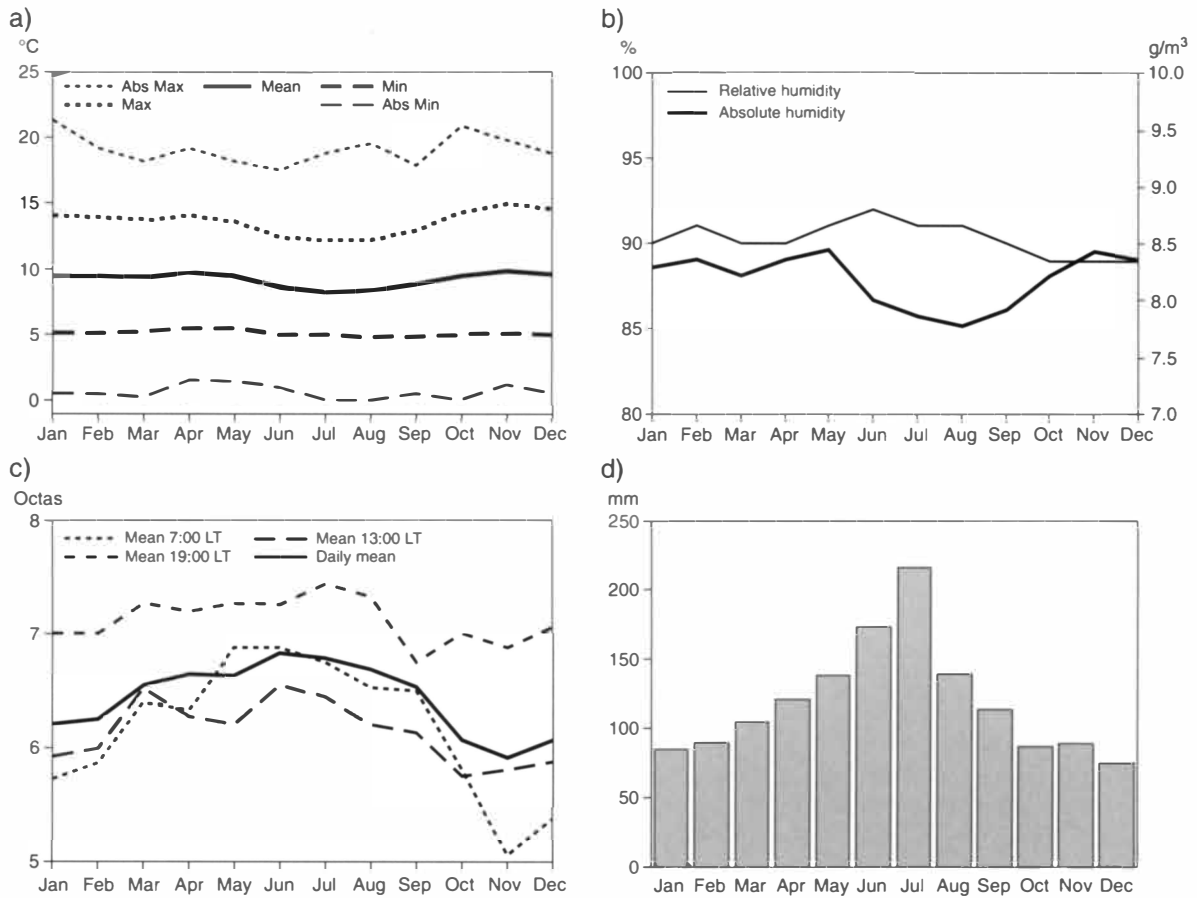 a)
°C
25
20
15
10
5
0
Abs Max
Mean
Min
Max
Abs Min
Jan Feb Mar Apr May Jun Jul Aug Sep Oct Nov Dec
b)
% g/m³
100
95
90
85
80
10.0
9.5
9.0
8.5
8.0
7.5
7.0
Relative humidity
Absolute humidity
Jan Feb Mar Apr May Jun Jul Aug Sep Oct Nov Dec
c)
Octas
8
7
6
5
Mean 7:00 LT Mean 13:00 LT
Mean 19:00 LT Daily mean
Jan Feb Mar Apr May Jun Jul Aug Sep Oct Nov Dec
d)
mm
250
200
150
100
50
0
Jan Feb Mar Apr May Jun Jul Aug Sep Oct Nov Dec